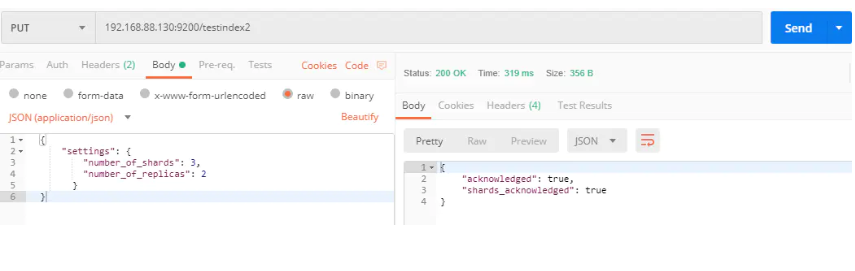 PUT 192.168.88.130:9200/testindex2 Send
Params Auth Headers (2) Body Pre-req. Tests Cookies Code
none form-data x-www-form-urlencoded raw binary
JSON (application/json) Beautify
1 {
2 "settings": {
3 "number_of_shards": 3,
4 "number_of_replicas": 2
5 }
6 }
Status: 200 OK Time: 319 ms Size: 356 B
Body Cookies Headers (4) Test Results
Pretty Raw Preview JSON
1 {
2 "acknowledged": true,
3 "shards_acknowledged": true
4 }